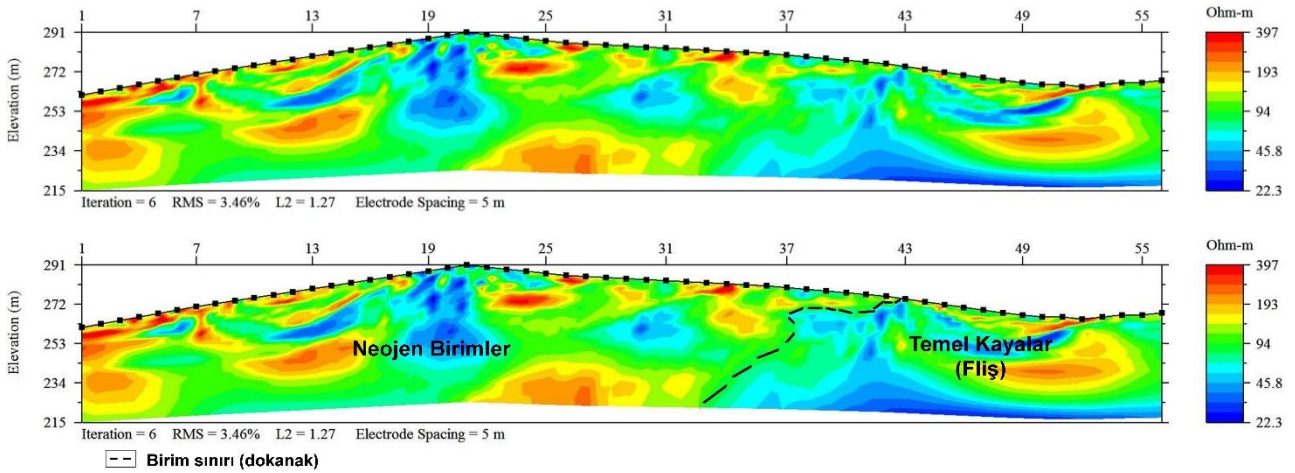 1 7 13 19 25 31 37 43 49 55
Ohm-m
Elevation (m)
291
272
253
234
215
397
193
94
45.8
22.3
Iteration = 6 RMS = 3.46% L2 = 1.27 Electrode Spacing = 5 m
1 7 13 19 25 31 37 43 49 55
Ohm-m
Elevation (m)
291
272
253
234
215
Neojen Birimler
Temel Kayalar
(Fliş)
397
193
94
45.8
22.3
Iteration = 6 RMS = 3.46% L2 = 1.27 Electrode Spacing = 5 m
Birim sınırı (dokanak)